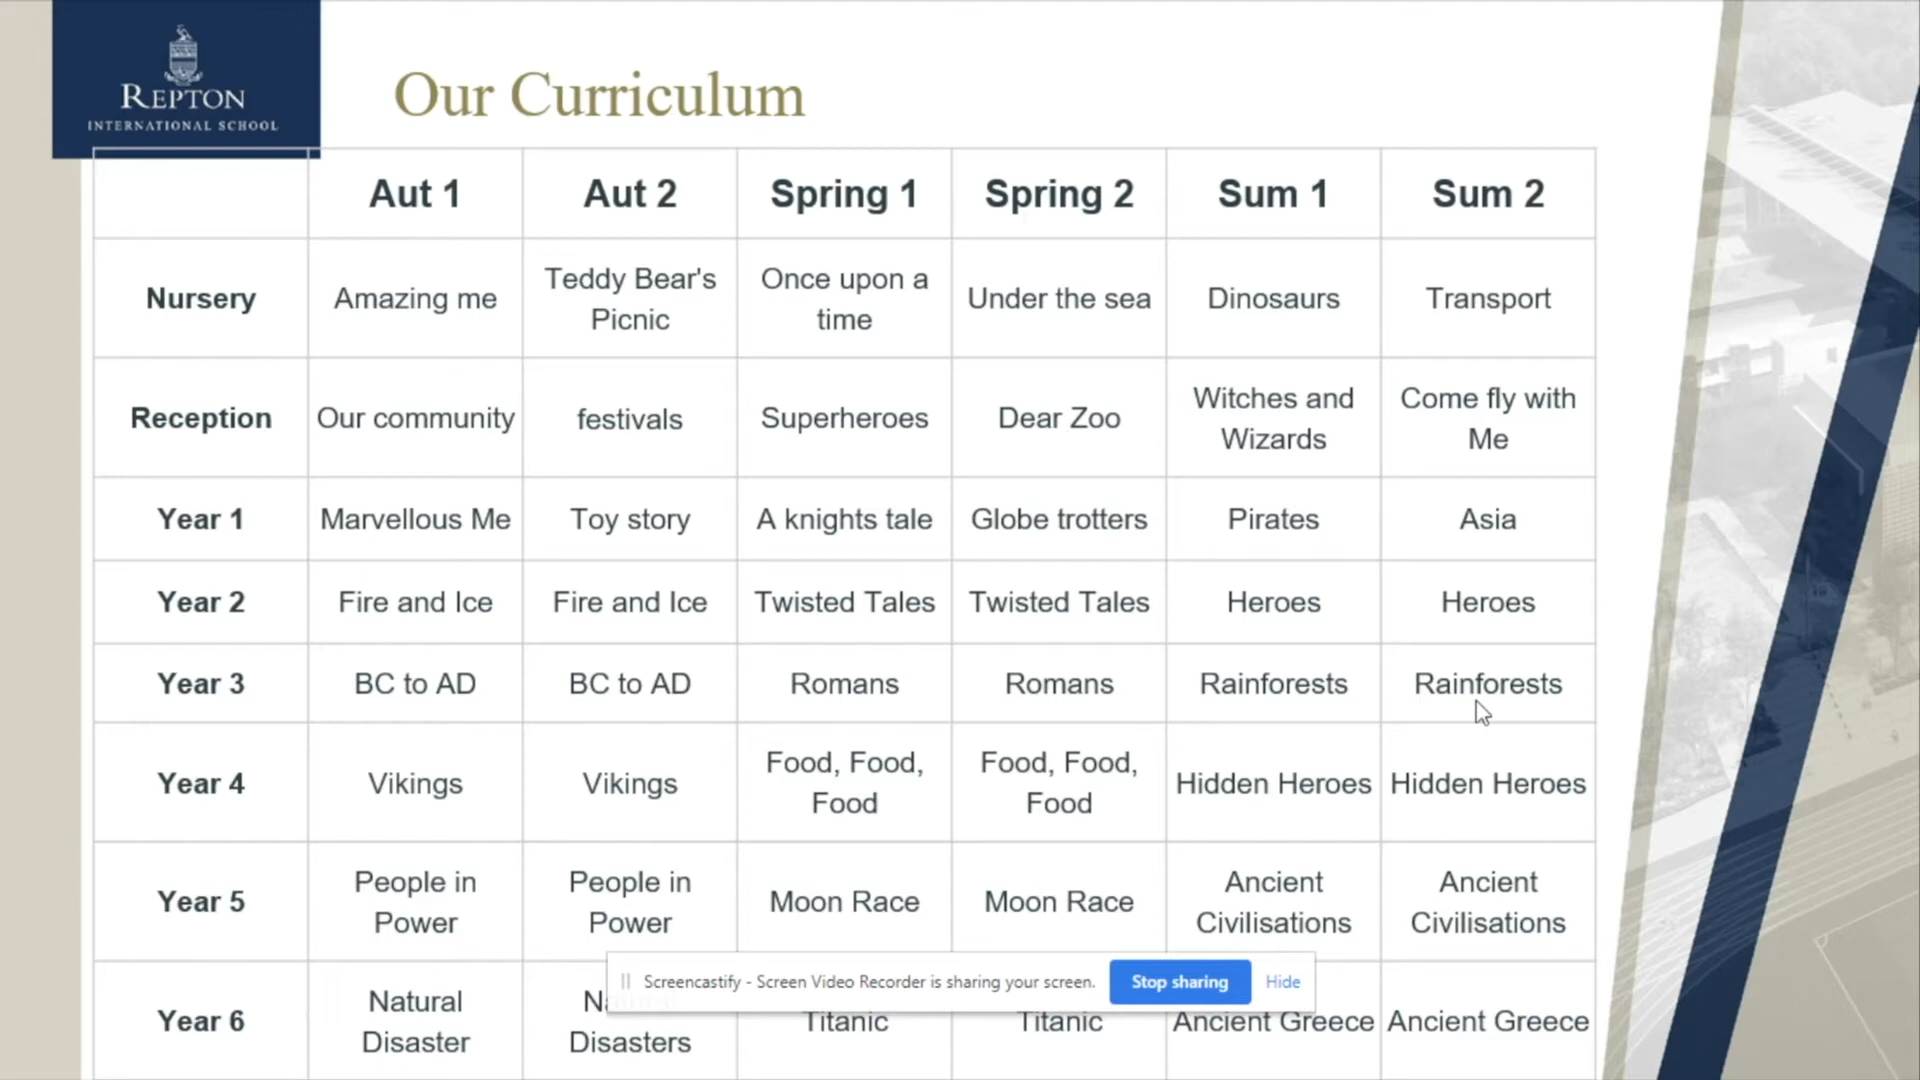 REPTON
INTERNATIONAL SCHOOL
Our Curriculum
Aut 1 Aut 2 Spring 1 Spring 2 Sum 1 Sum 2
Nursery Amazing me Teddy Bear's Picnic Once upon a time Under the sea Dinosaurs Transport
Reception Our community festivals Superheroes Dear Zoo Witches and Wizards Come fly with Me
Year 1 Marvellous Me Toy story A knights tale Globe trotters Pirates Asia
Year 2 Fire and Ice Fire and Ice Twisted Tales Twisted Tales Heroes Heroes
Year 3 BC to AD BC to AD Romans Romans Rainforests Rainforests
Year 4 Vikings Vikings Food, Food, Food Food, Food, Food Hidden Heroes Hidden Heroes
Year 5 People in Power People in Power Moon Race Moon Race Ancient Civilisations Ancient Civilisations
Screencastify - Screen Video Recorder is sharing your screen. Stop sharing Hide
Year 6 Natural Disaster Natural Disasters Titanic Titanic Ancient Greece Ancient Greece